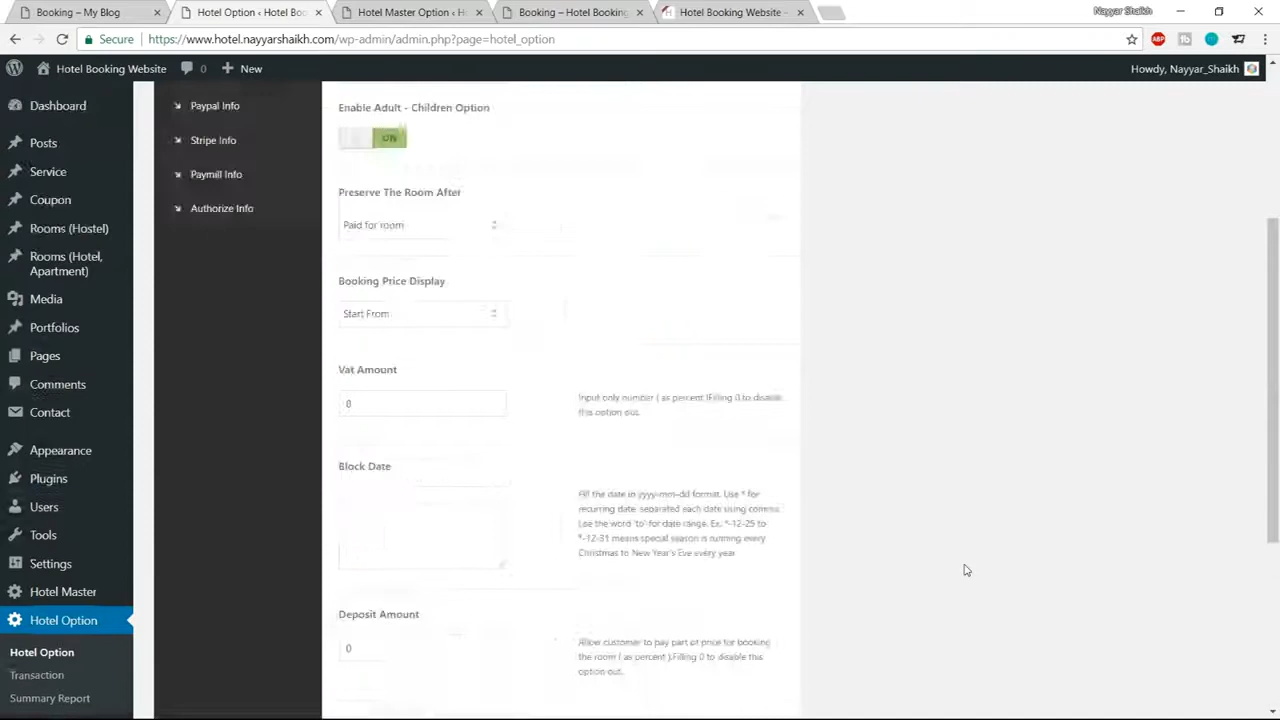 Booking – My Blog
Hotel Option ‹ Hotel Boo
Hotel Master Option ‹ H
Booking – Hotel Booking
Hotel Booking Website -
Nayyar Shaikh
Secure
https://www.hotel.nayyarshaikh.com/wp-admin/admin.php?page=hotel_option
Hotel Booking Website
0
New
Howdy, Nayyar_Shaikh
Dashboard
Posts
Service
Coupon
Rooms (Hostel)
Rooms (Hotel,
Apartment)
Media
Portfolios
Pages
Comments
Contact
Appearance
Plugins
Users
Tools
Settings
Hotel Master
Hotel Option
Hotel Option
Transaction
Summary Report
Paypal Info
Stripe Info
Paymill Info
Authorize Info
Enable Adult - Children Option
ON
Preserve The Room After
Paid for room
Booking Price Display
Start From
Vat Amount
0
Input only number ( as percent )Filling 0 to disable
this option out.
Block Date
Fill the date in yyyy-mm-dd format. Use * for
recurring date, separated each date using comma,
use the word 'to' for date range. Ex. *-12-25 to
*-12-31 means special season is running every
Christmas to New Year's Eve every year
Deposit Amount
0
Allow customer to pay part of price for booking
the room ( as percent ).Filling 0 to disable this
option out.